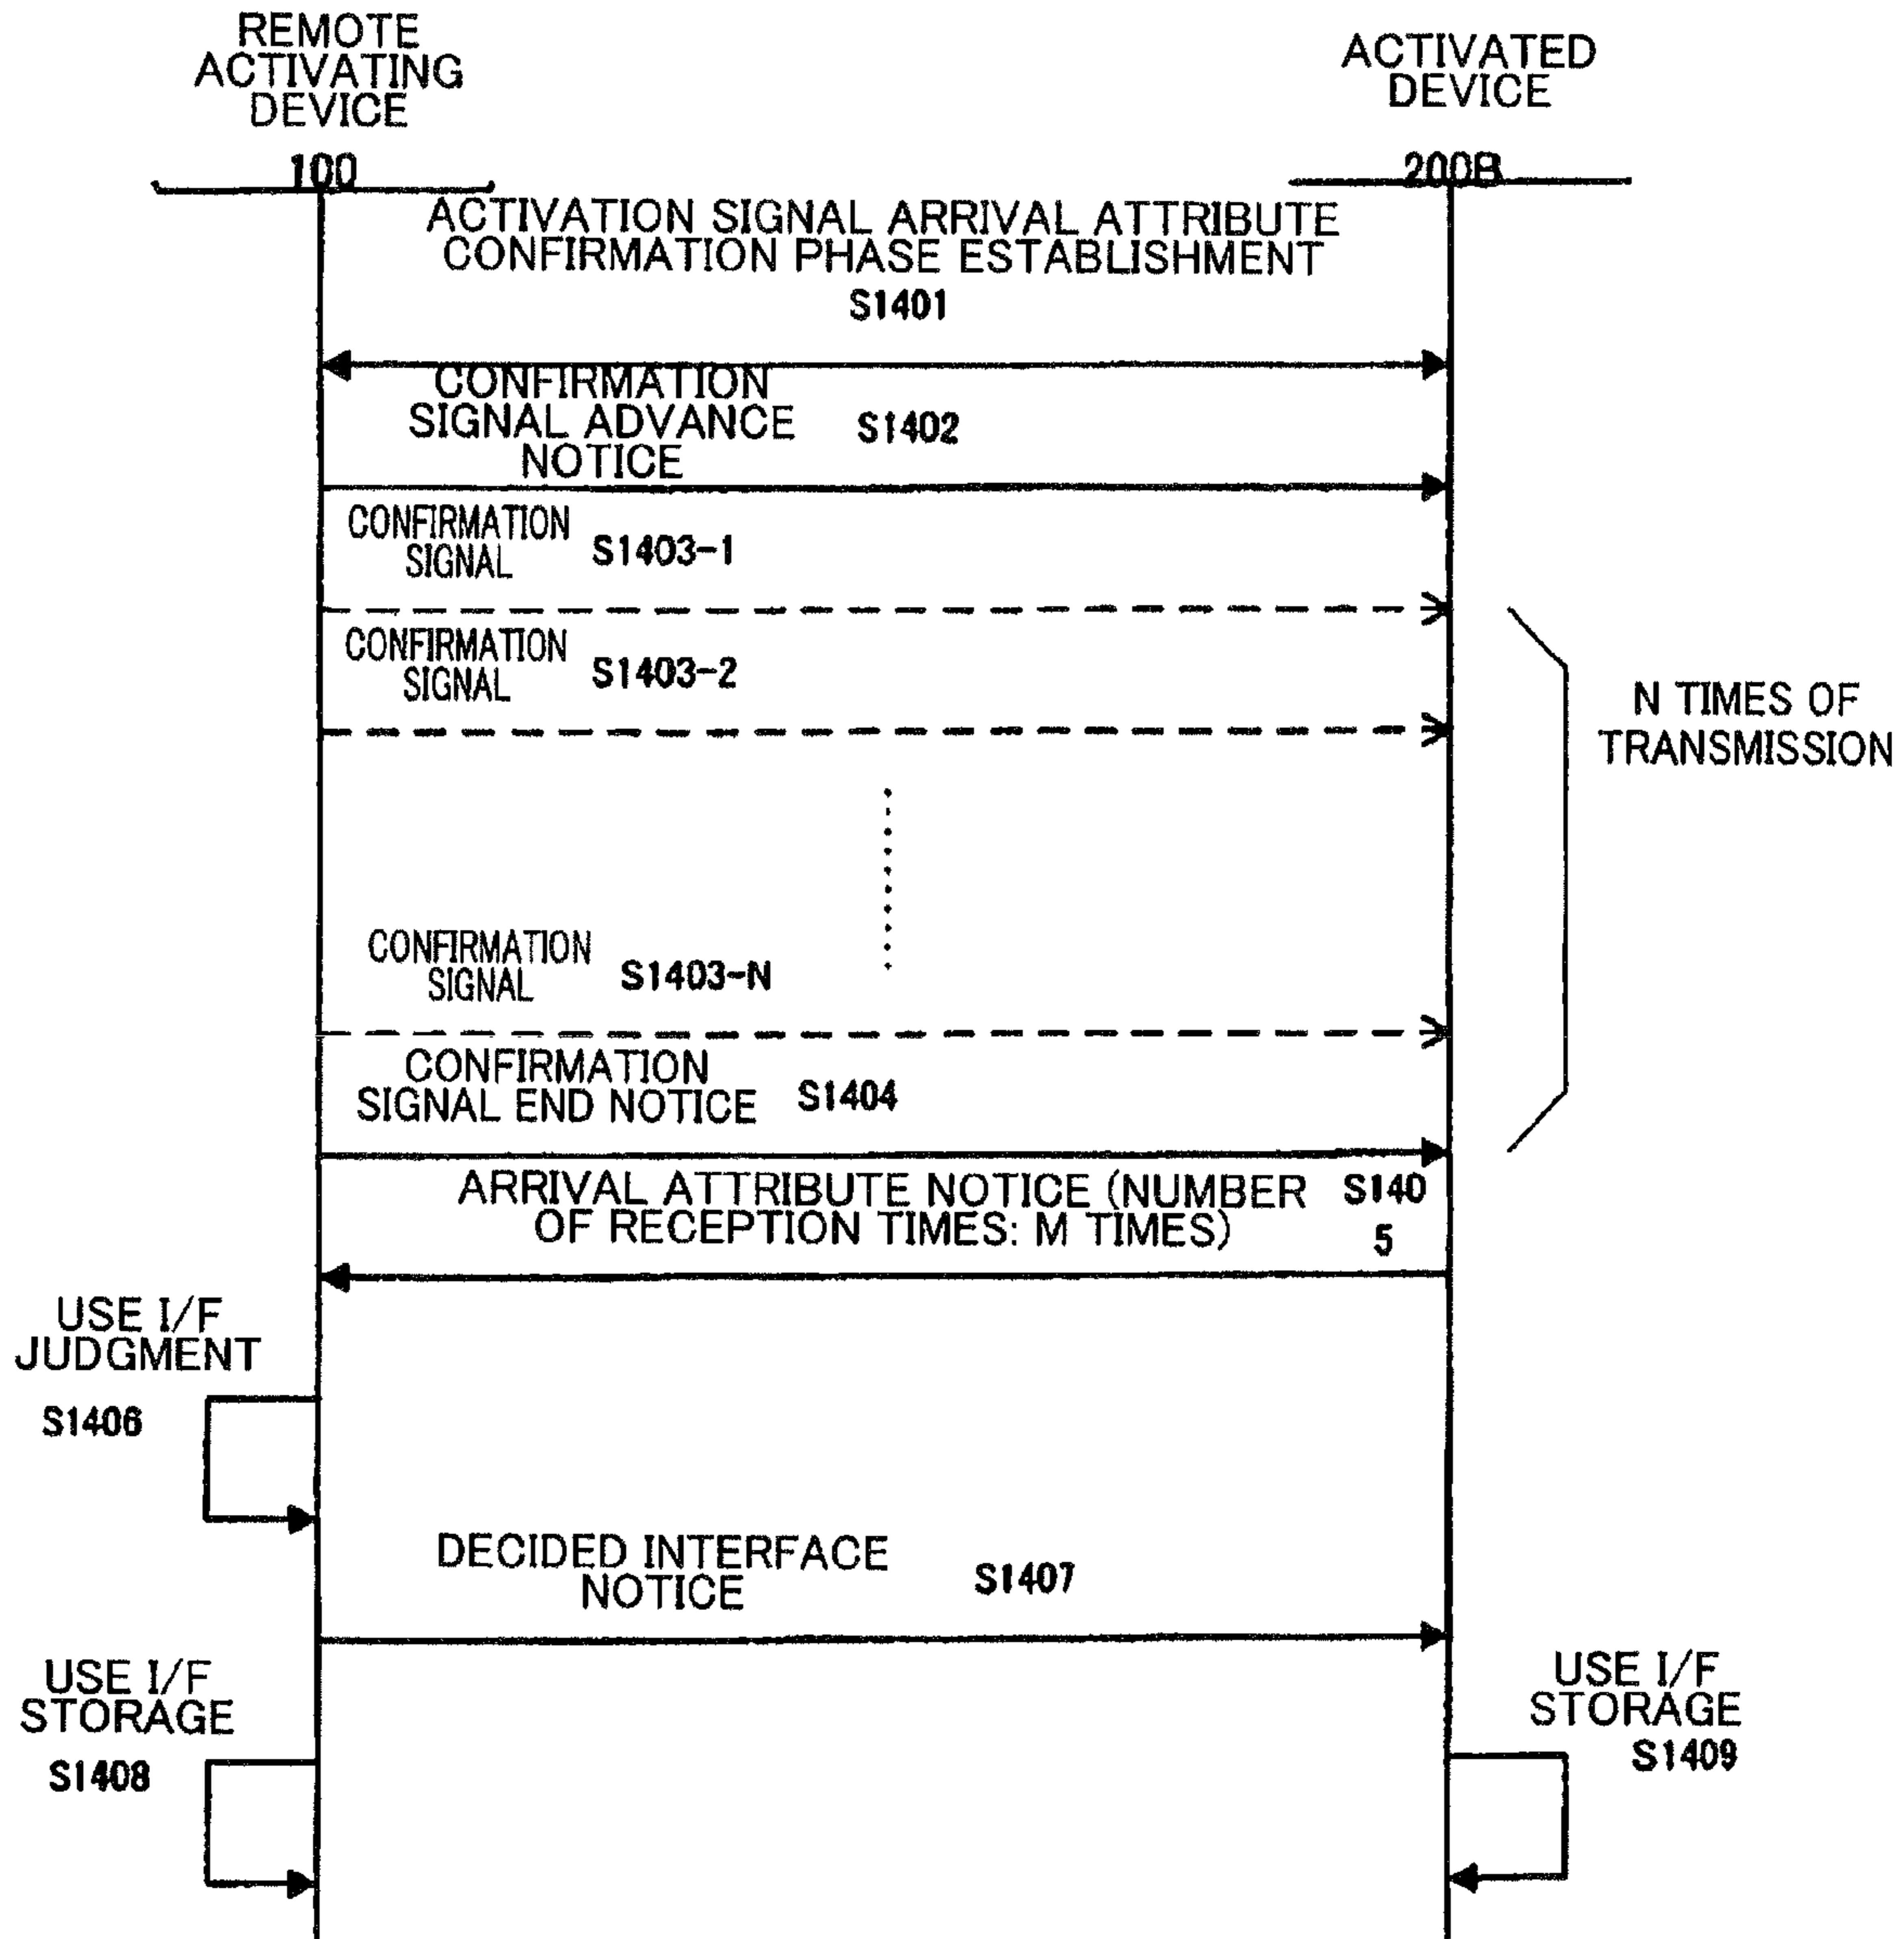 REMOTE
ACTIVATING
DEVICE
100
ACTIVATED
DEVICE
200B
ACTIVATION SIGNAL ARRIVAL ATTRIBUTE
CONFIRMATION PHASE ESTABLISHMENT
S1401
CONFIRMATION
SIGNAL ADVANCE
NOTICE
S1402
CONFIRMATION
SIGNAL
S1403-1
CONFIRMATION
SIGNAL
S1403-2
N TIMES OF
TRANSMISSION
CONFIRMATION
SIGNAL
S1403-N
CONFIRMATION
SIGNAL END NOTICE
S1404
ARRIVAL ATTRIBUTE NOTICE (NUMBER
OF RECEPTION TIMES: M TIMES)
S140
5
USE I/F
JUDGMENT
S1406
DECIDED INTERFACE
NOTICE
S1407
USE I/F
STORAGE
S1408
USE I/F
STORAGE
S1409